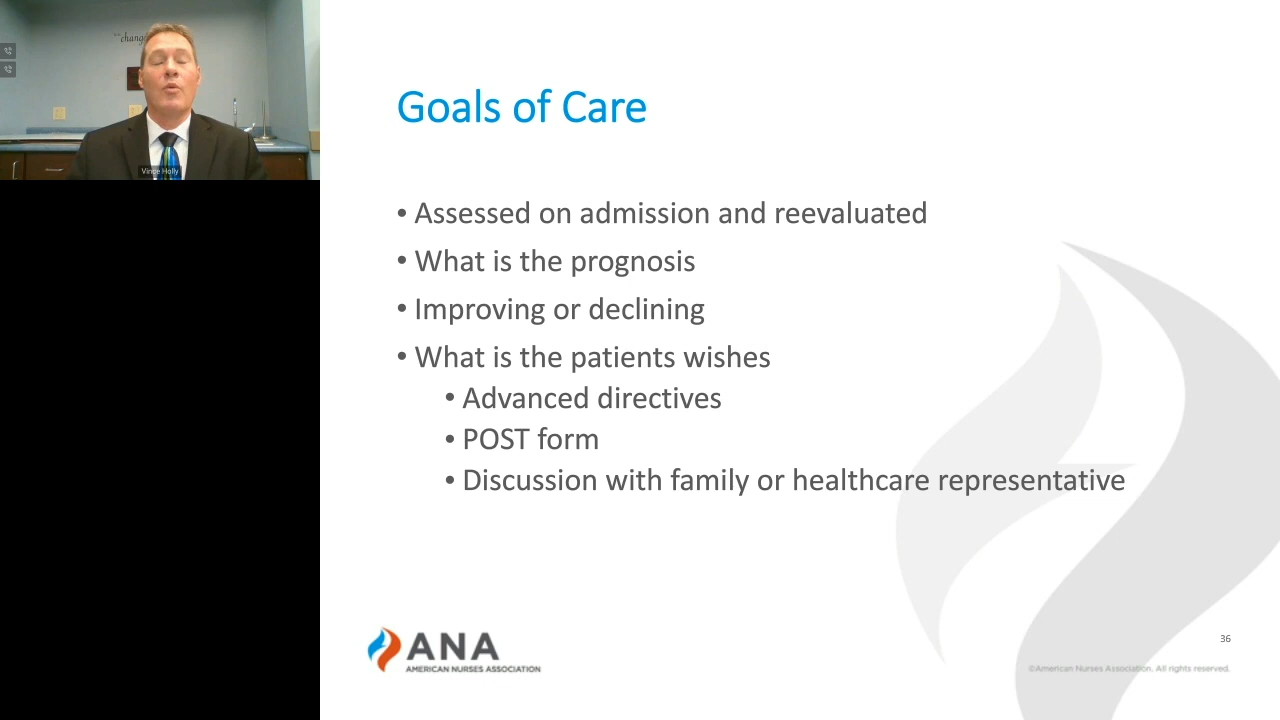 Vince Holly
Goals of Care
• Assessed on admission and reevaluated
• What is the prognosis
• Improving or declining
• What is the patients wishes
• Advanced directives
• POST form
• Discussion with family or healthcare representative
ANA
AMERICAN NURSES ASSOCIATION
36
©American Nurses Association. All rights reserved.